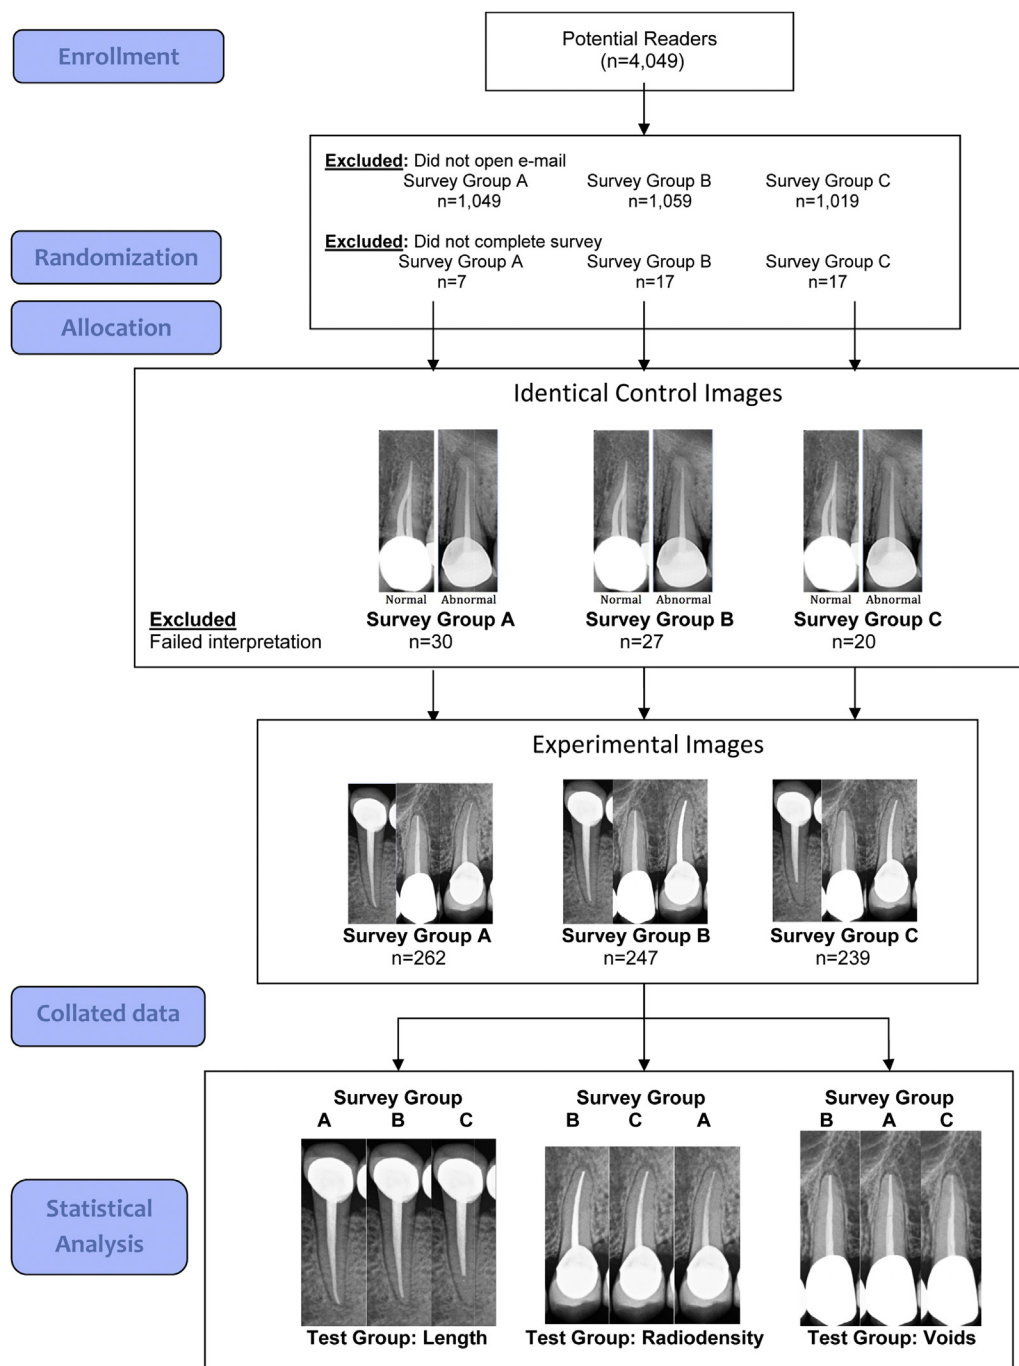 Enrollment
Potential Readers
(n=4,049)
Excluded: Did not open e-mail
Survey Group A Survey Group B Survey Group C
n=1,049 n=1,059 n=1,019
Randomization
Excluded: Did not complete survey
Survey Group A Survey Group B Survey Group C
n=7 n=17 n=17
Allocation
Identical Control Images
Normal Abnormal Normal Abnormal Normal Abnormal
Excluded Survey Group A Survey Group B Survey Group C
Failed interpretation n=30 n=27 n=20
Experimental Images
Survey Group A Survey Group B Survey Group C
n=262 n=247 n=239
Collated data
Survey Group Survey Group Survey Group
A B C B C A B A C
Statistical
Analysis
Test Group: Length Test Group: Radiodensity Test Group: Voids